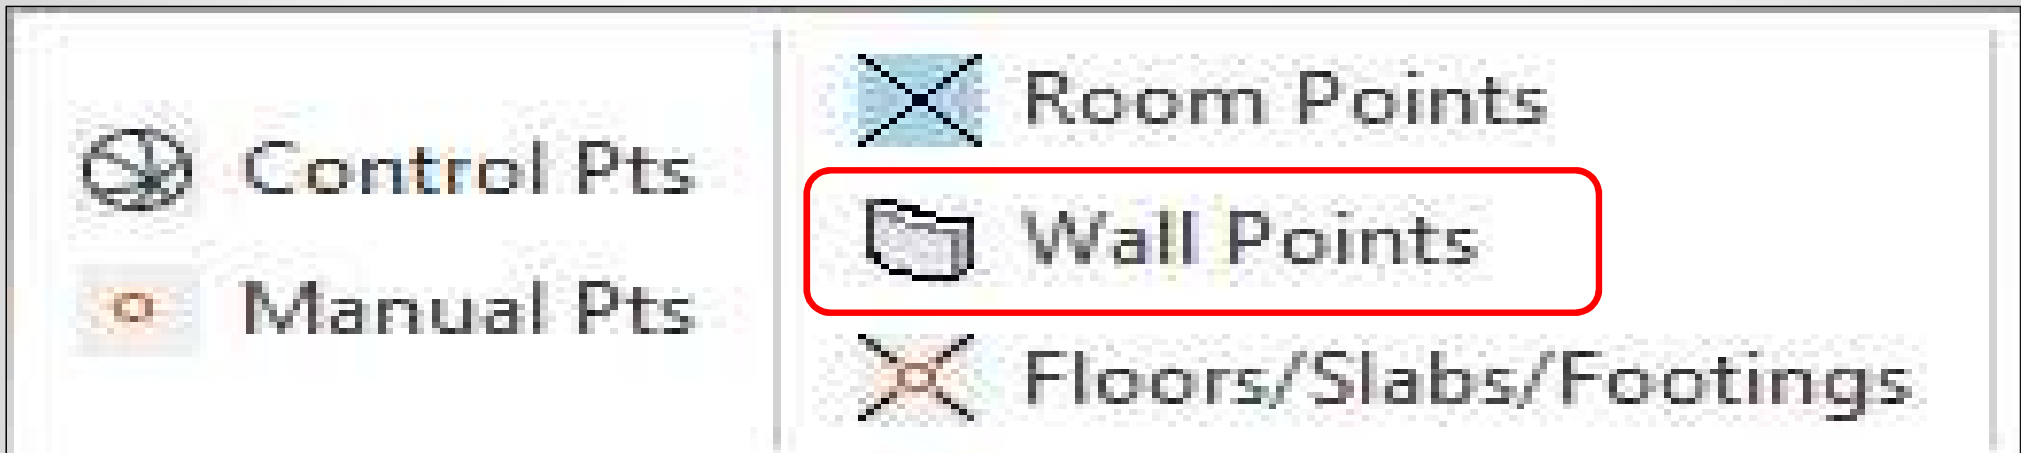 Control Pts
Manual Pts
Room Points
Wall Points
Floors/Slabs/Footings